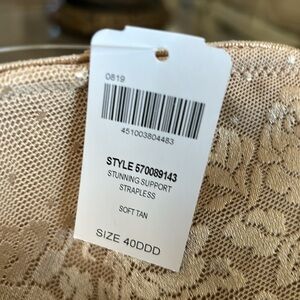 0819
451003804483
STYLE 570089143
STUNNING SUPPORT
STRAPLESS
SOFT TAN
SIZE 40DDD